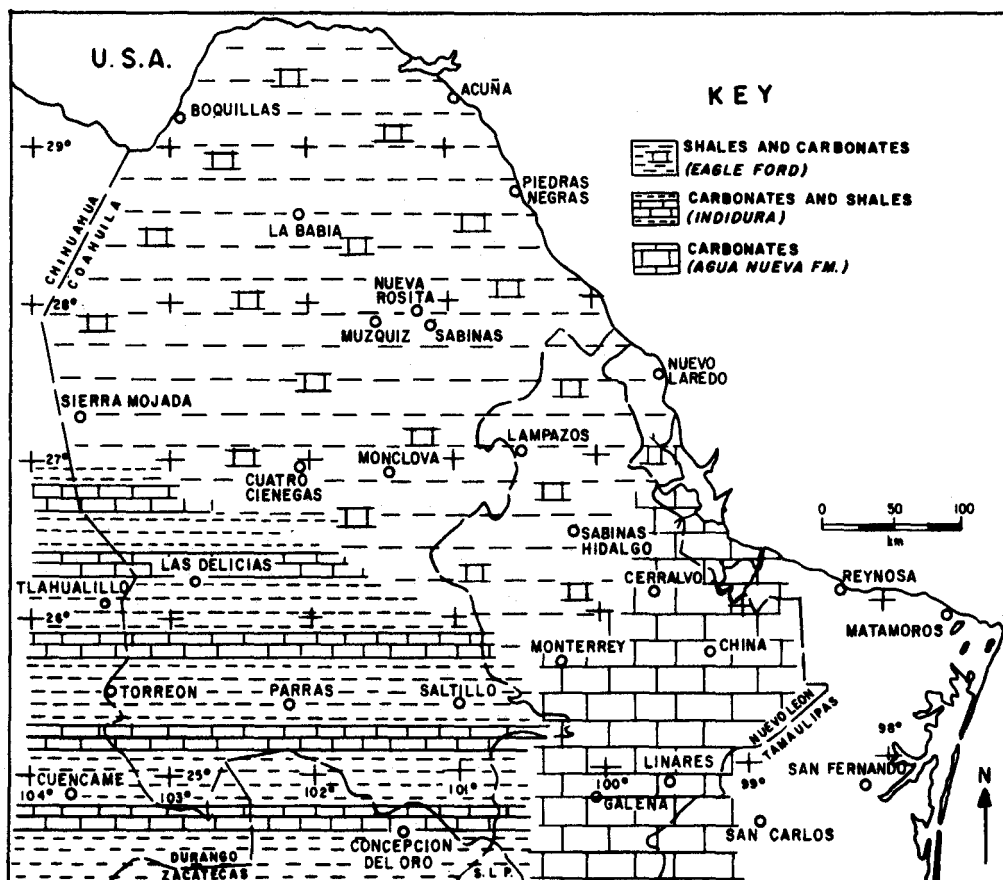 U.S.A.
ACUÑA
BOQUILLAS
29°
KEY
SHALES AND CARBONATES
(EAGLE FORD)
CARBONATES AND SHALES
(INDIDURA)
CARBONATES
(AGUA NUEVA FM.)
PIEDRAS
NEGRAS
LA BABIA
CHIHUAHUA
COAHUILA
28°
NUEVA
ROSITA
MUZQUIZ
SABINAS
NUEVO
LAREDO
SIERRA MOJADA
27°
LAMPAZOS
MONCLOVA
CUATRO
CIENEGAS
0 50 100
km
SABINAS
HIDALGO
LAS DELICIAS
CERRALVO
REYNOSA
TLAHUALILLO
26°
MATAMOROS
MONTERREY
CHINA
TORREON
PARRAS
SALTILLO
NUEVO LEON
TAMAULIPAS
98°
CUENCAME
25°
LINARES
SAN FERNANDO
104° 103° 102° 101° 100° 99°
GALENA
N
CONCEPCION
DEL ORO
SAN CARLOS
DURANGO
ZACATECAS
S.L.P.